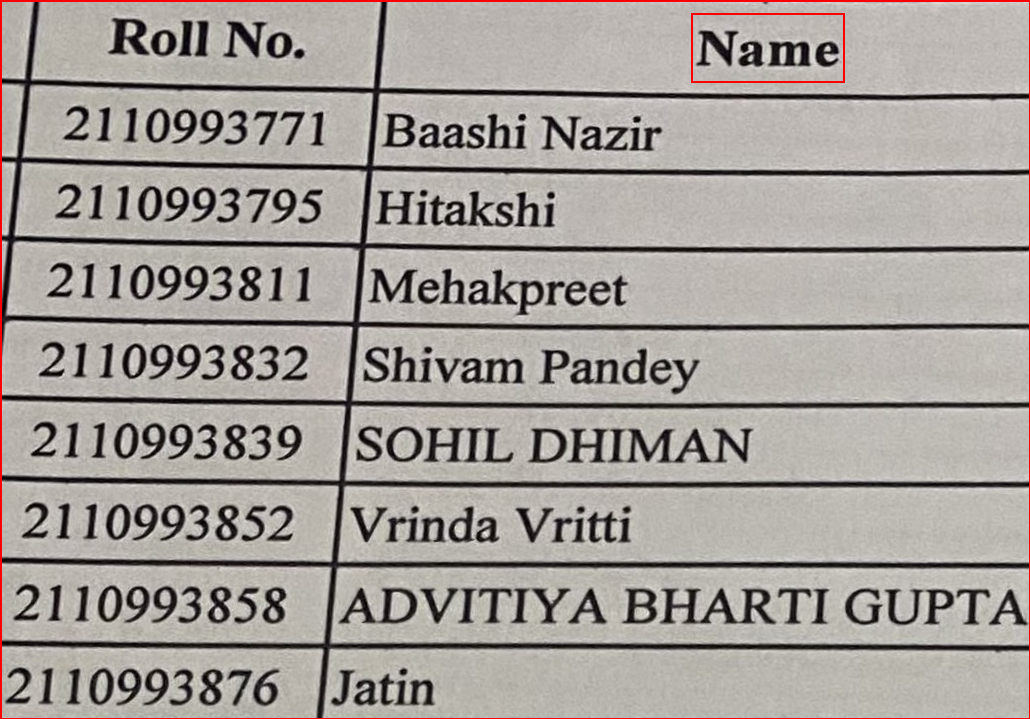 Roll No. Name
2110993771 Baashi Nazir
2110993795 Hitakshi
2110993811 Mehakpreet
2110993832 Shivam Pandey
2110993839 SOHIL DHIMAN
2110993852 Vrinda Vritti
2110993858 ADVITIYA BHARTI GUPTA
2110993876 Jatin